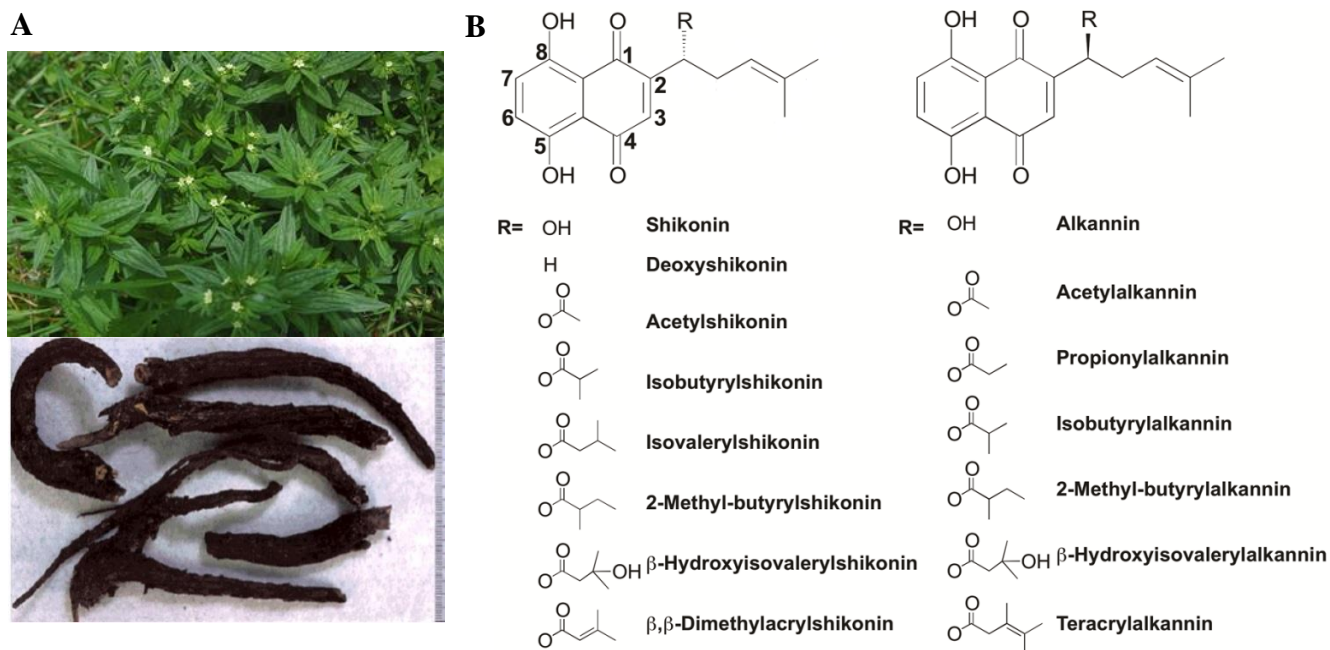 A
B
OH O R
8 1
7 2
6 3
5 4
OH O
OH O R
OH O
R= OH Shikonin
H Deoxyshikonin
O
O Acetylshikonin
O
O Isobutyrylshikonin
O
O Isovalerylshikonin
O
O 2-Methyl-butyrylshikonin
O
O OH β-Hydroxyisovalerylshikonin
O
O β,β-Dimethylacrylshikonin
R= OH Alkannin
O
O Acetylalkannin
O
O Propionylalkannin
O
O Isobutyrylalkannin
O
O 2-Methyl-butyrylalkannin
O
O OH β-Hydroxyisovalerylalkannin
O
O Teracrylalkannin